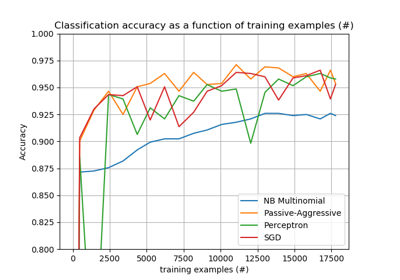 Classification accuracy as a function of training examples (#)
1.000
0.975
0.950
0.925
0.900
0.875
0.850
0.825
0.800
Accuracy
NB Multinomial
Passive-Aggressive
Perceptron
SGD
0 2500 5000 7500 10000 12500 15000 17500
training examples (#)